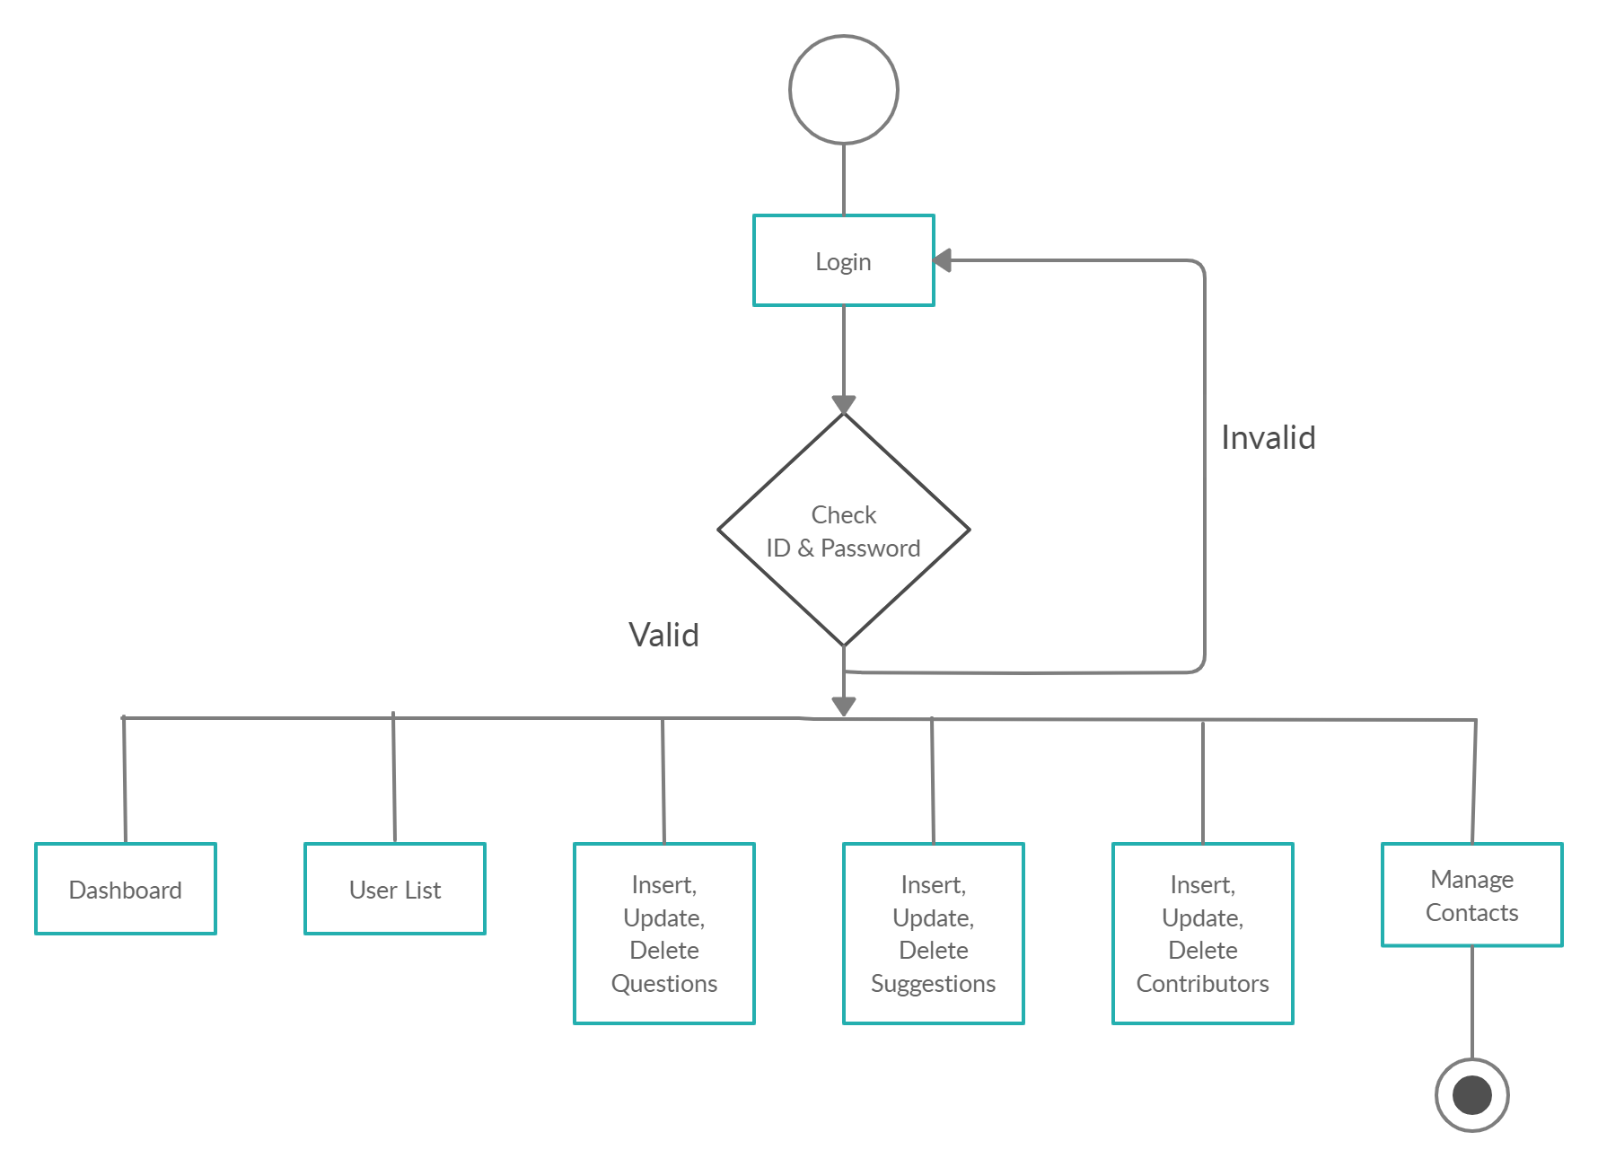 Login
Invalid
Check
ID & Password
Valid
Dashboard
User List
Insert,
Update,
Delete
Questions
Insert,
Update,
Delete
Suggestions
Insert,
Update,
Delete
Contributors
Manage
Contacts